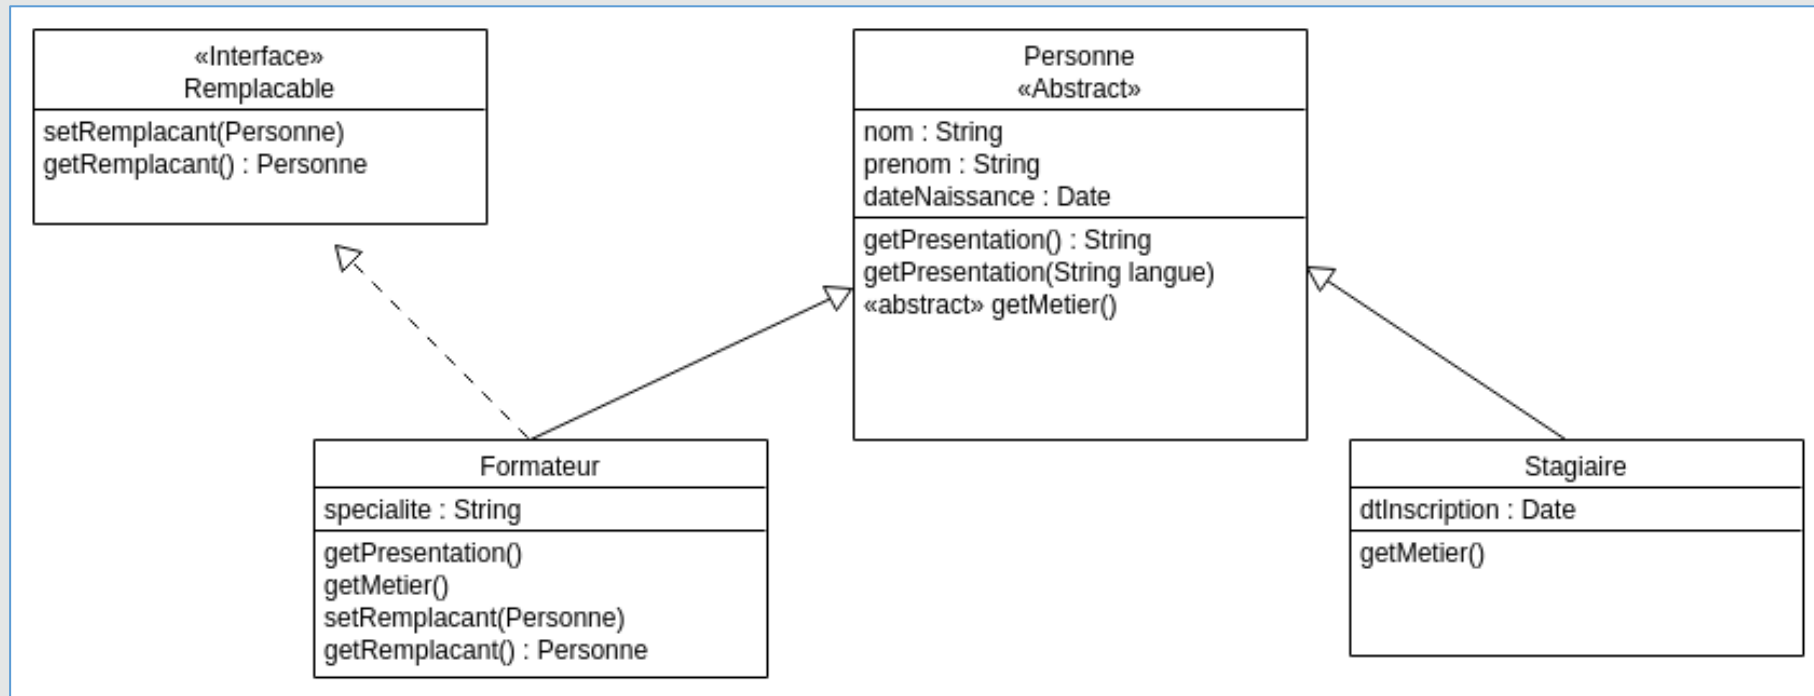 «Interface»
Remplacable
setRemplacant(Personne)
getRemplacant() : Personne
Personne
«Abstract»
nom : String
prenom : String
dateNaissance : Date
getPresentation() : String
getPresentation(String langue)
«abstract» getMetier()
Formateur
specialite : String
getPresentation()
getMetier()
setRemplacant(Personne)
getRemplacant() : Personne
Stagiaire
dtInscription : Date
getMetier()